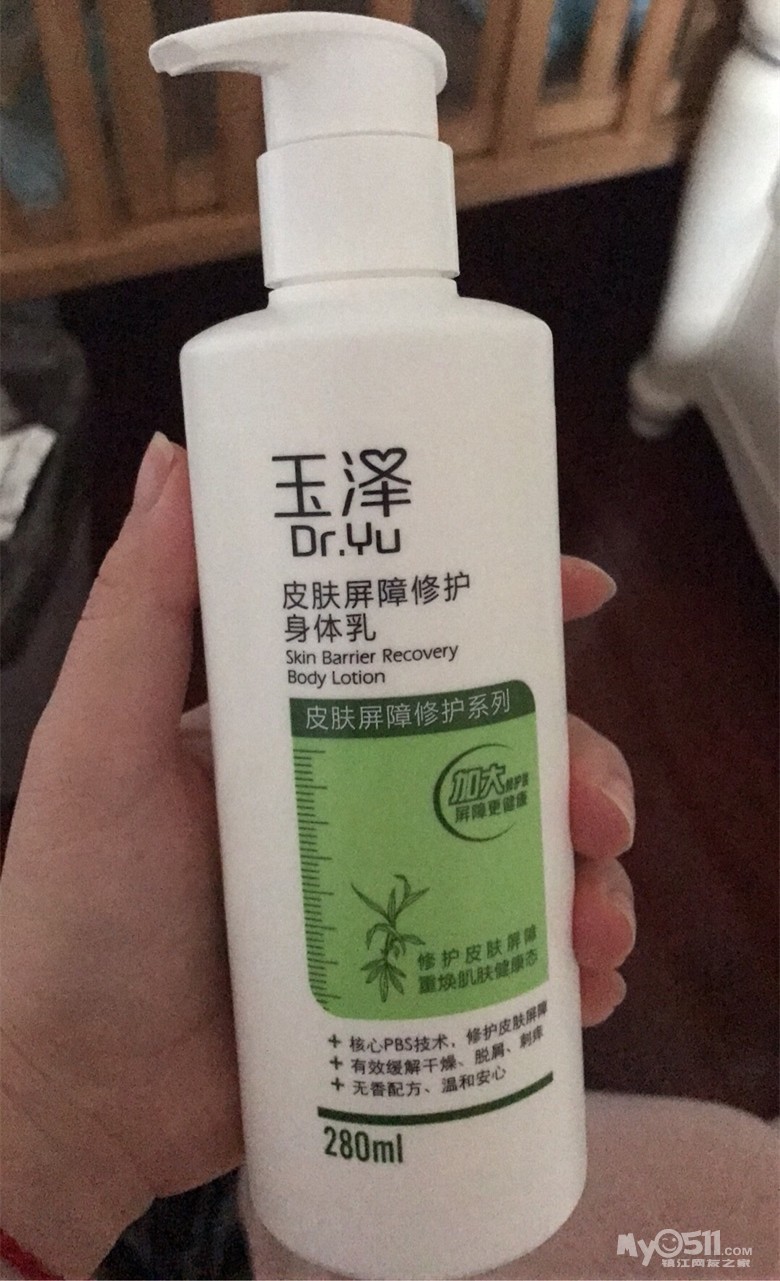 玉泽
Dr.Yu
皮肤屏障修护
身体乳
Skin Barrier Recovery
Body Lotion
皮肤屏障修护系列
加大修护装
屏障更健康
修护皮肤屏障
重焕肌肤健康态
+ 核心PBS技术，修护皮肤屏障
+ 有效缓解干燥、脱屑、刺痒
+ 无香配方、温和安心
280ml
MyO511.COM
镇江网友之家